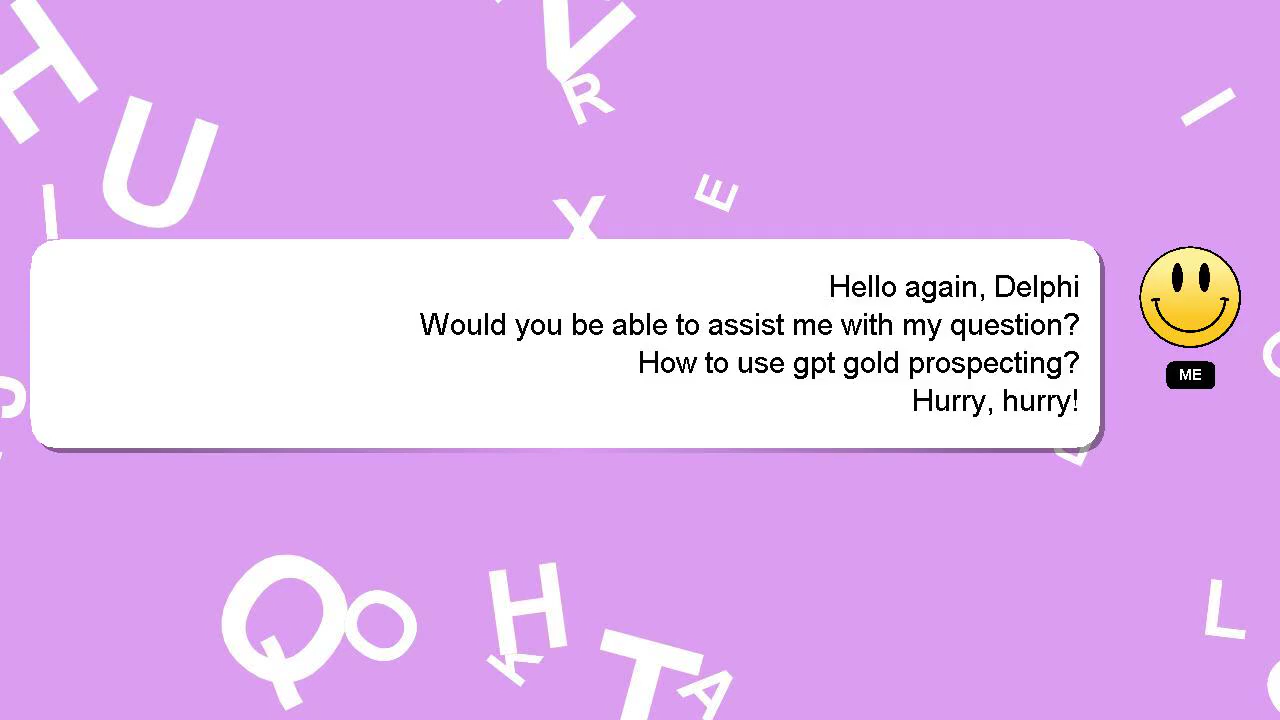 H
U
I
V
R
X
E
I
Hello again, Delphi
Would you be able to assist me with my question?
How to use gpt gold prospecting?
Hurry, hurry!
ME
Q
O
H
K
T
A
L